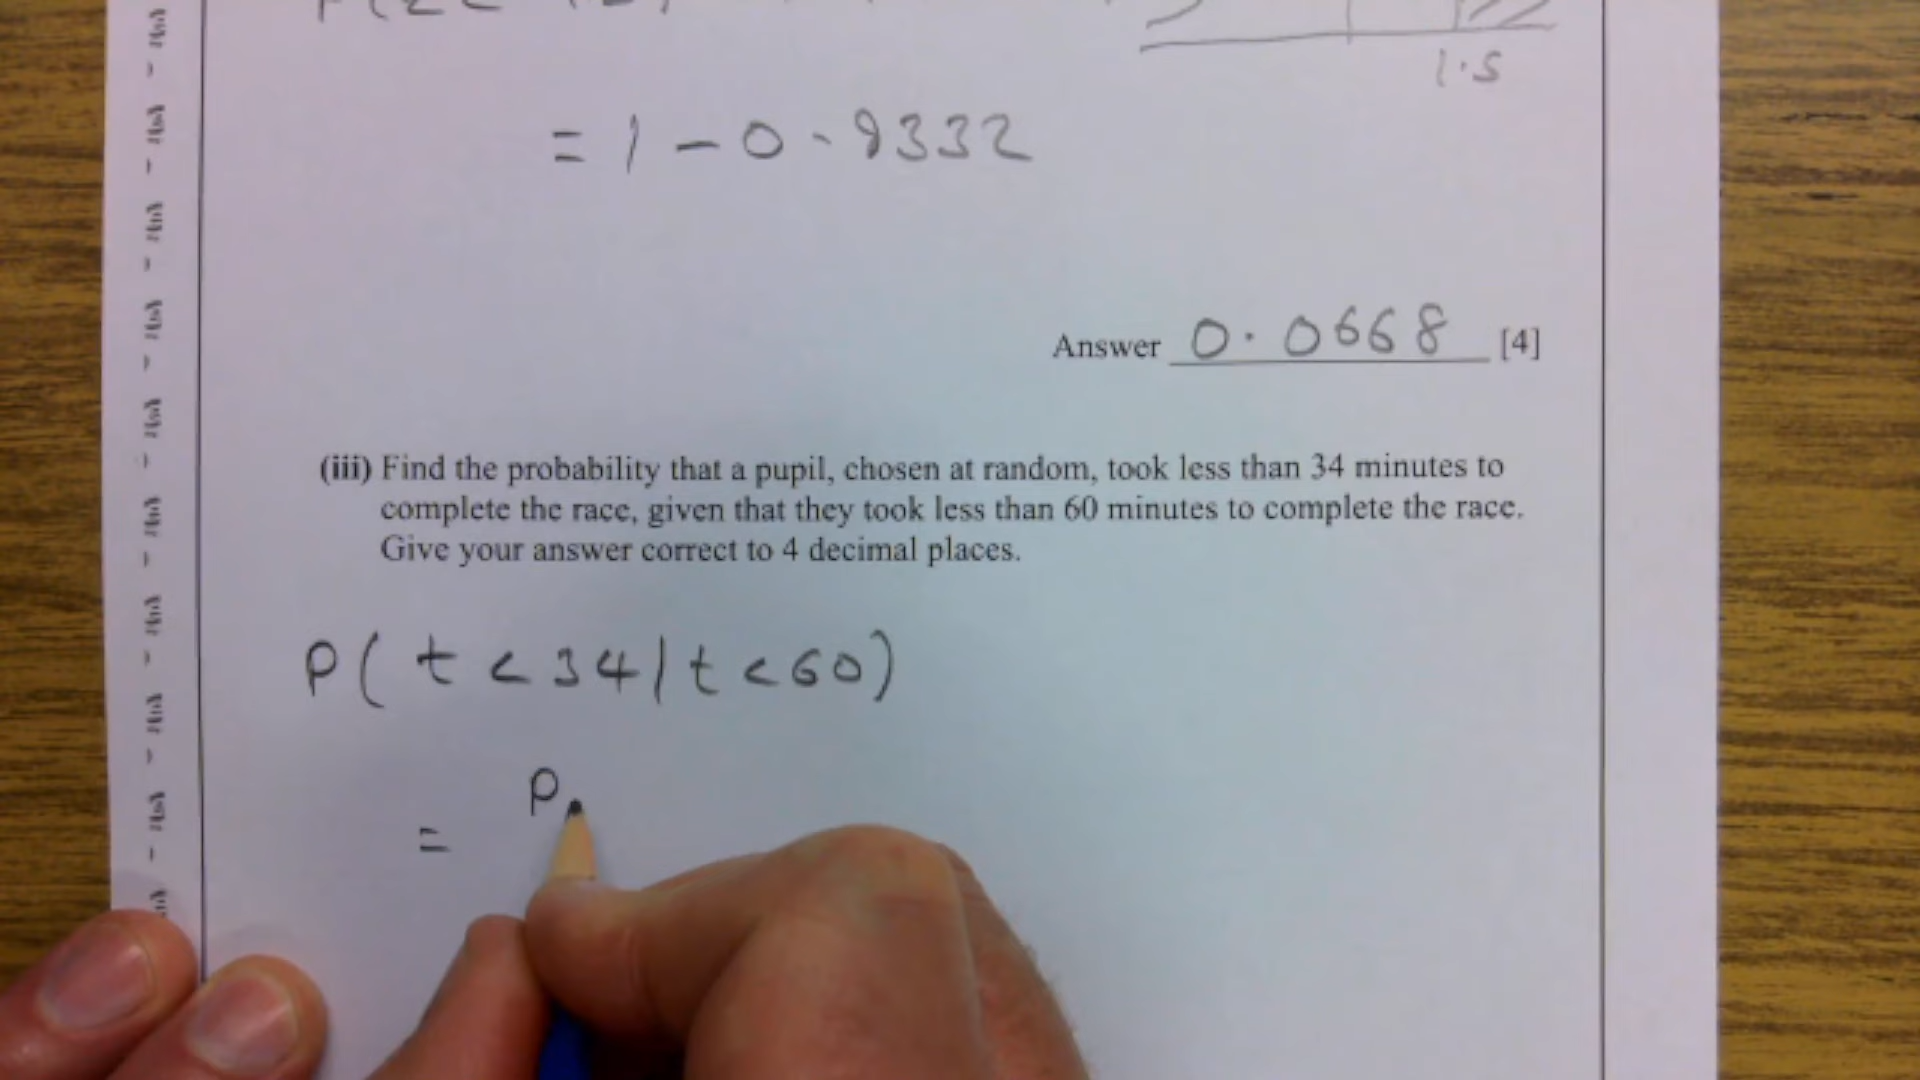 1.5
= 1 - 0.9332
Answer 0.0668 [4]
(iii) Find the probability that a pupil, chosen at random, took less than 34 minutes to
complete the race, given that they took less than 60 minutes to complete the race.
Give your answer correct to 4 decimal places.
P( t < 34 | t < 60)
= P